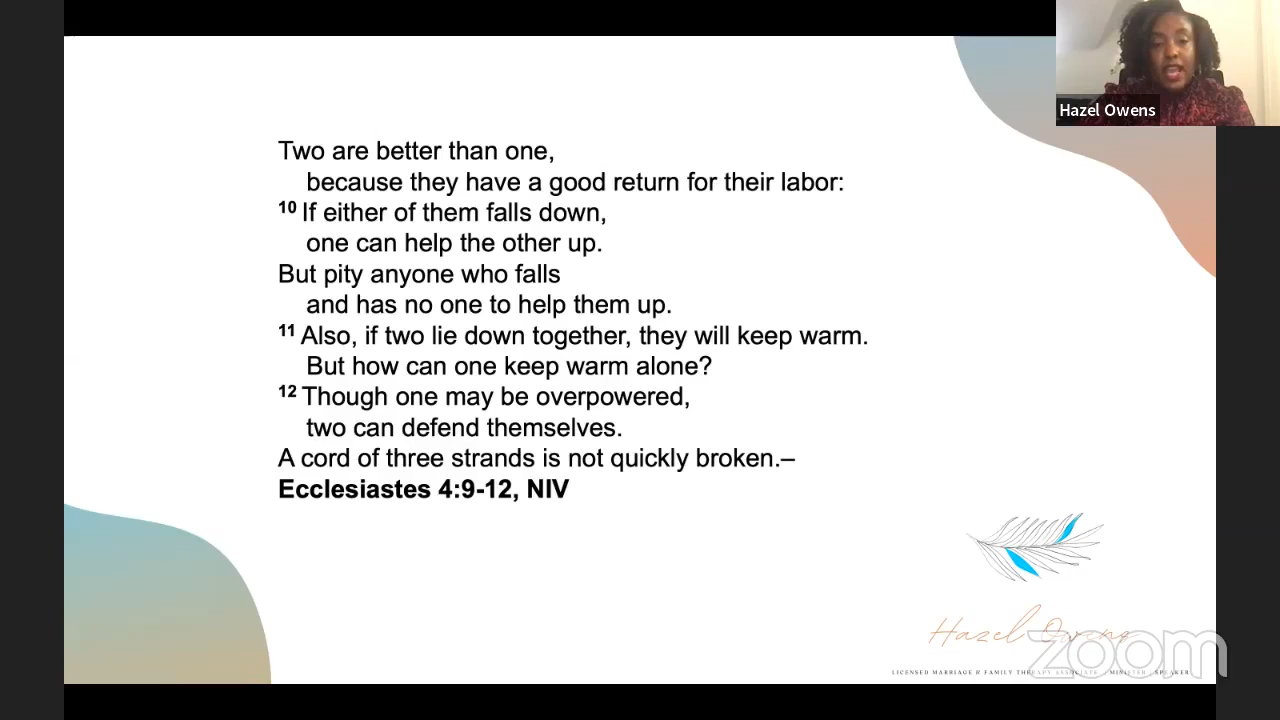 Hazel Owens
Two are better than one,
because they have a good return for their labor:
10 If either of them falls down,
one can help the other up.
But pity anyone who falls
and has no one to help them up.
11 Also, if two lie down together, they will keep warm.
But how can one keep warm alone?
12 Though one may be overpowered,
two can defend themselves.
A cord of three strands is not quickly broken.–
Ecclesiastes 4:9-12, NIV
Hazel Owens
zoom
LICENSED MARRIAGE & FAMILY THERAPY ASSOCIATE MINISTER SPEAKER